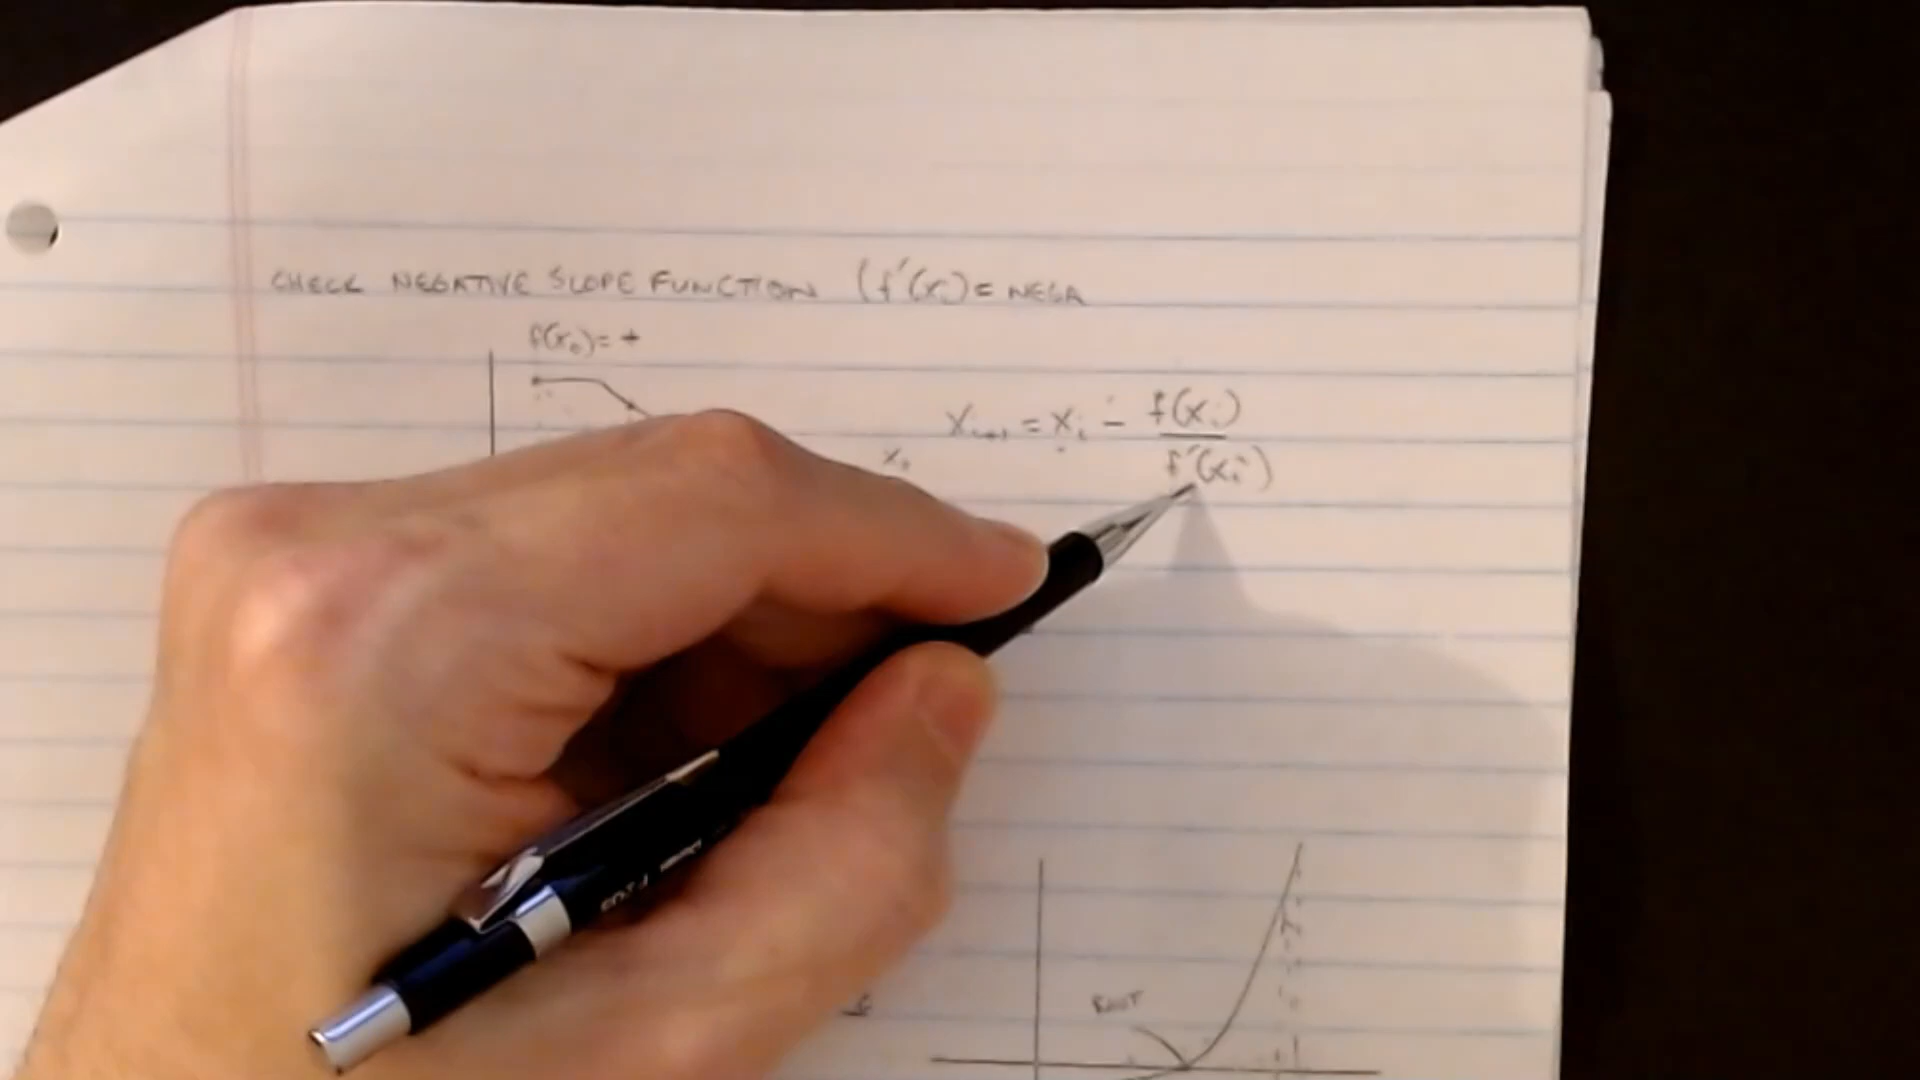 CHECK NEGATIVE SLOPE FUNCTION (f'(xᵢ) = NEGA
f(x₀) = +
Xᵢ₊₁ = Xᵢ - f(xᵢ)
f'(xᵢ)
x₀
ROOT